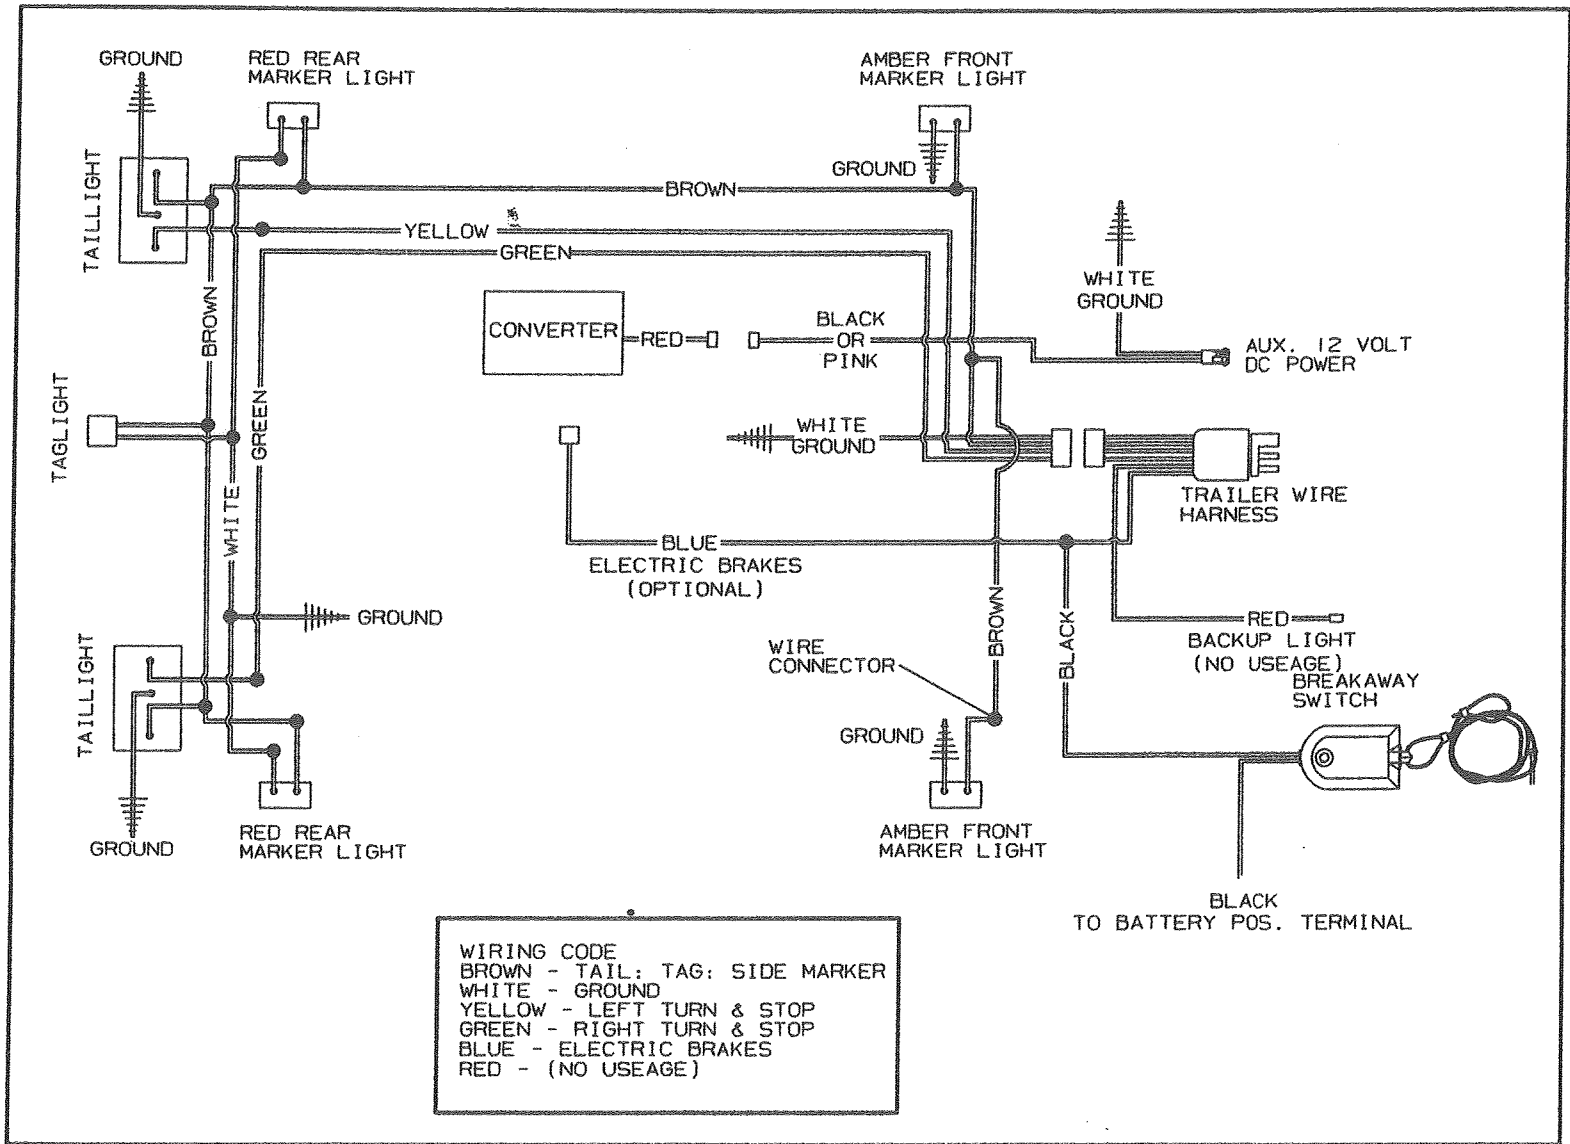 GROUND
RED REAR
MARKER LIGHT
AMBER FRONT
MARKER LIGHT
TAILLIGHT
GROUND
BROWN
YELLOW
GREEN
WHITE
GROUND
BROWN
CONVERTER
RED
BLACK
OR
PINK
AUX. 12 VOLT
DC POWER
TAGLIGHT
GREEN
WHITE
GROUND
TRAILER WIRE
HARNESS
WHITE
BLUE
ELECTRIC BRAKES
(OPTIONAL)
GROUND
BROWN
BLACK
RED
BACKUP LIGHT
(NO USEAGE)
BREAKAWAY
SWITCH
TAILLIGHT
WIRE
CONNECTOR
GROUND
GROUND
RED REAR
MARKER LIGHT
AMBER FRONT
MARKER LIGHT
BLACK
TO BATTERY POS. TERMINAL
WIRING CODE
BROWN - TAIL: TAG: SIDE MARKER
WHITE - GROUND
YELLOW - LEFT TURN & STOP
GREEN - RIGHT TURN & STOP
BLUE - ELECTRIC BRAKES
RED - (NO USEAGE)